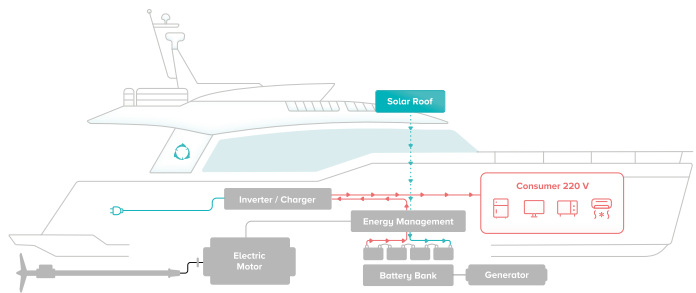 Solar Roof
Consumer 220 V
Inverter / Charger
Energy Management
Electric
Motor
Battery Bank
Generator